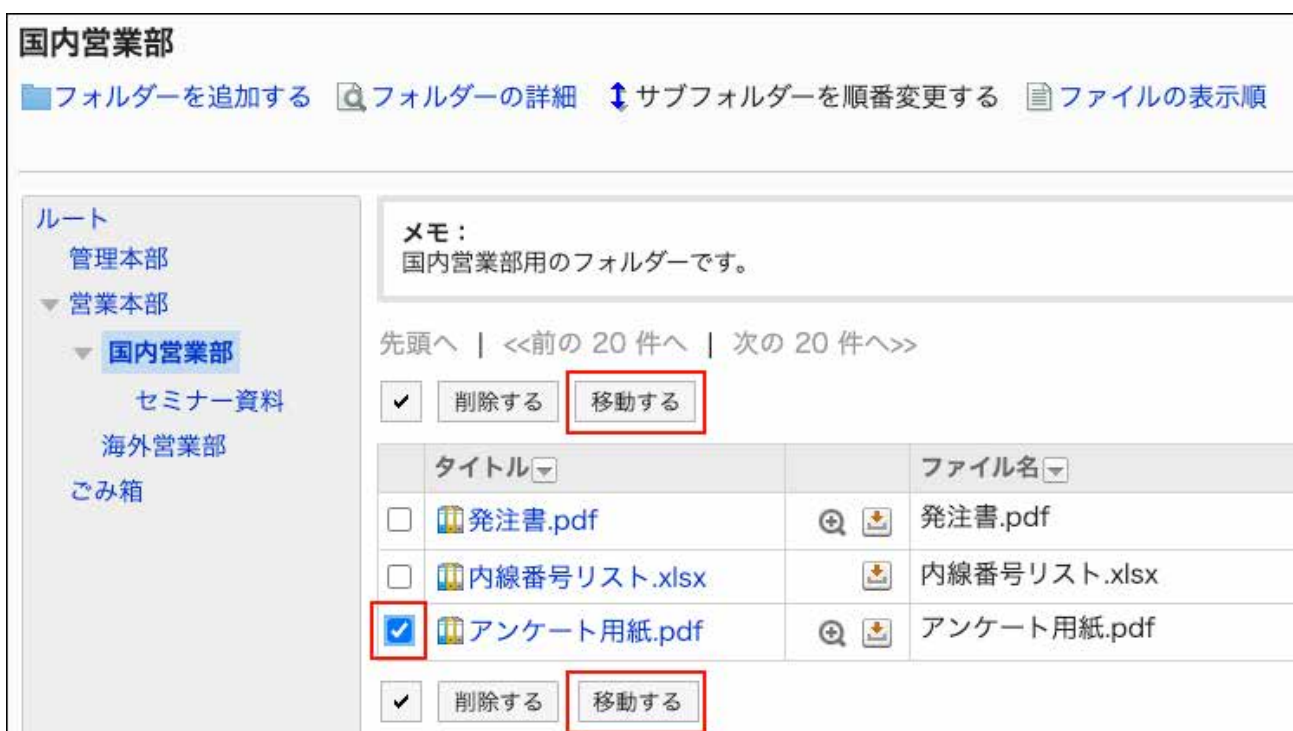 国内営業部
フォルダーを追加する フォルダーの詳細 サブフォルダーを順番変更する ファイルの表示順
ルート
管理本部
営業本部
国内営業部
セミナー資料
海外営業部
ごみ箱
メモ：
国内営業部用のフォルダーです。
先頭へ | <<前の 20 件へ | 次の 20 件へ>>
削除する 移動する
タイトル ファイル名
発注書.pdf 発注書.pdf
内線番号リスト.xlsx 内線番号リスト.xlsx
アンケート用紙.pdf アンケート用紙.pdf
削除する 移動する